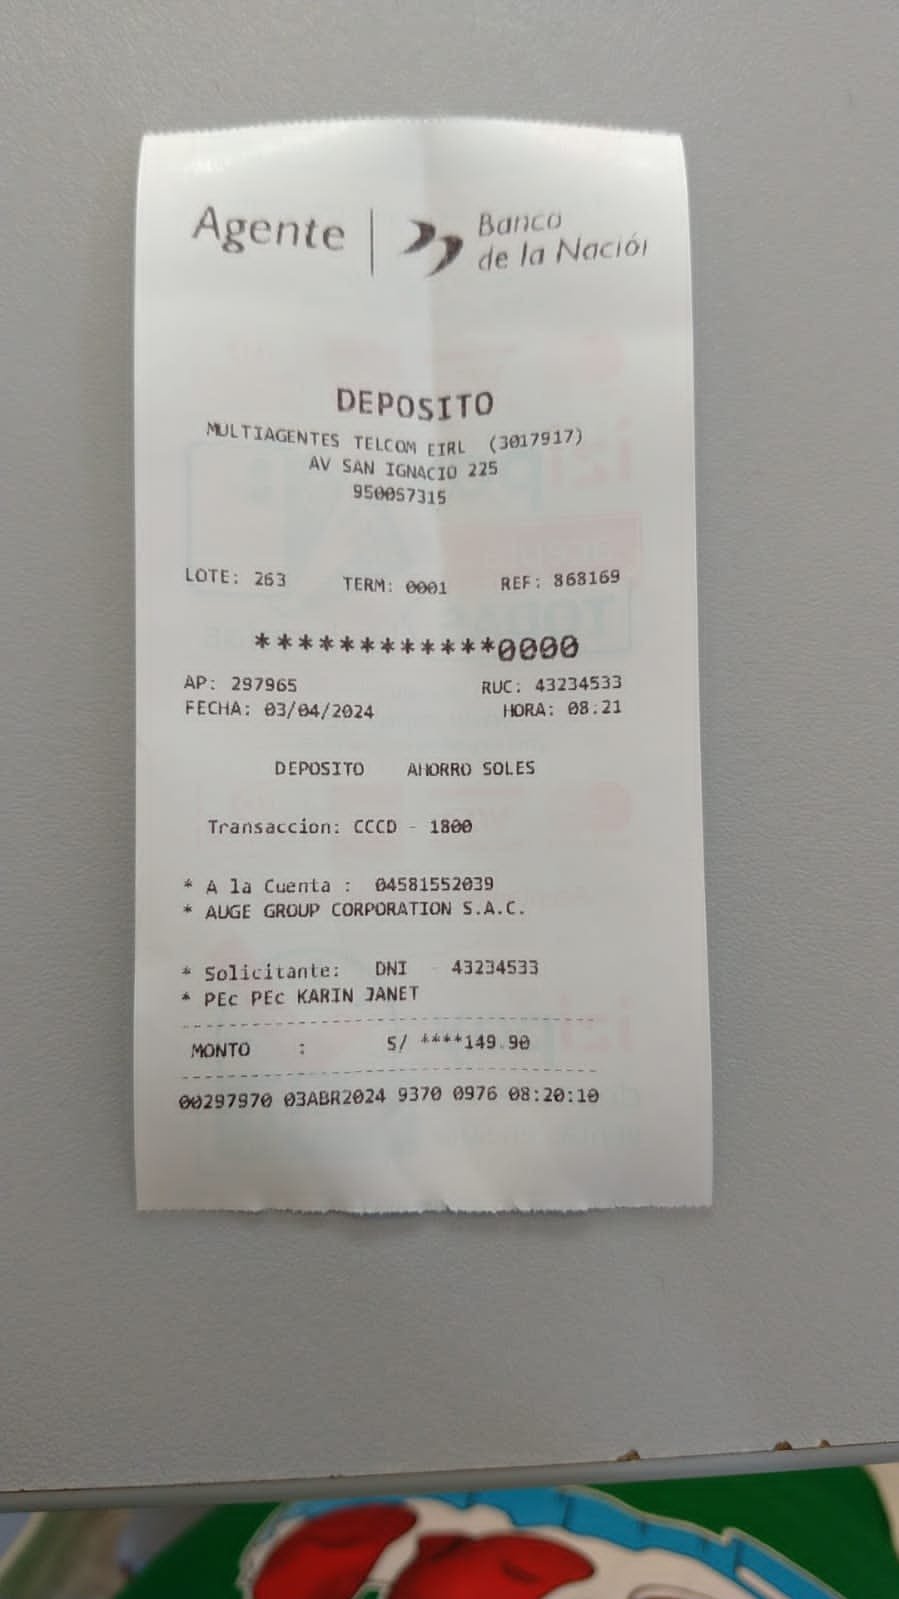 Agente | Banco
de la Nación
DEPOSITO
MULTIAGENTES TELCOM EIRL (3017917)
AV SAN IGNACIO 225
950057315
LOTE: 263 TERM: 0001 REF: 868169
************0000
AP: 297965 RUC: 43234533
FECHA: 03/04/2024 HORA: 08:21
DEPOSITO AHORRO SOLES
Transaccion: CCCD - 1800
* A la Cuenta : 04581552039
* AUGE GROUP CORPORATION S.A.C.
* Solicitante: DNI - 43234533
* PEc PEc KARIN JANET
MONTO : S/ ****149.90
00297970 03ABR2024 9370 0976 08:20:10